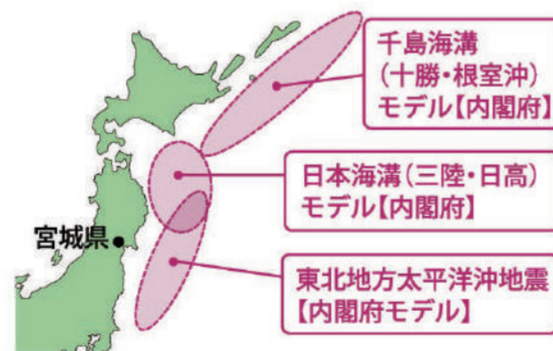 千島海溝
(十勝・根室沖)
モデル【内閣府】
日本海溝(三陸・日高)
モデル【内閣府】
宮城県
東北地方太平洋沖地震
【内閣府モデル】